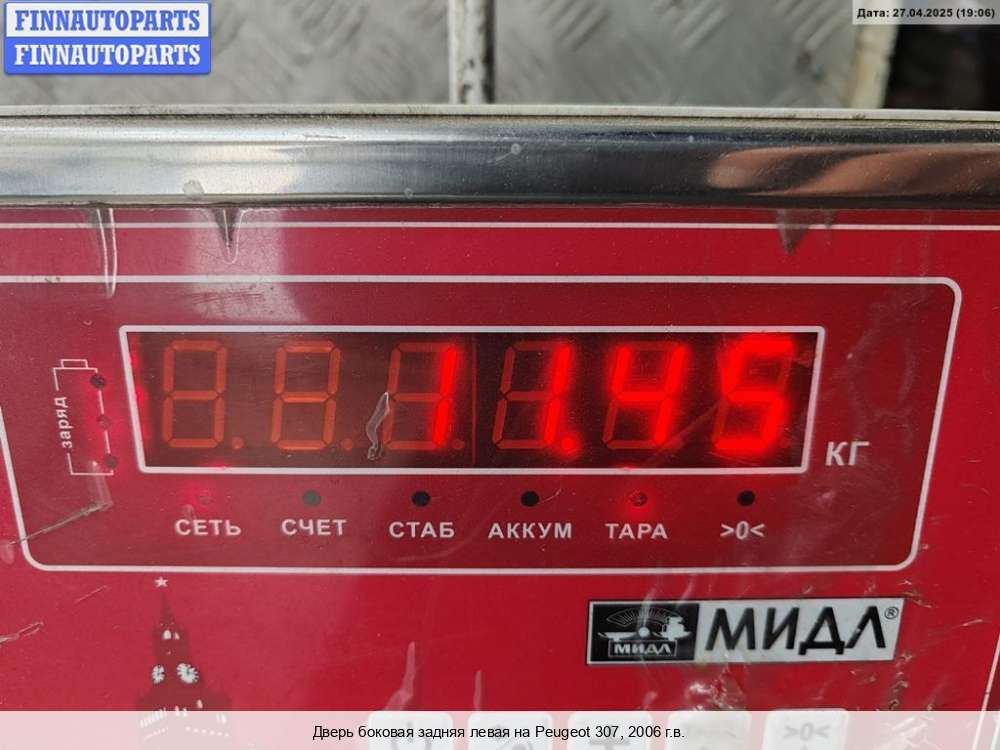 FINNAUTOPARTS
FINNAUTOPARTS
Дата: 27.04.2025 (19:06)
заряд
11.45
КГ
СЕТЬ СЧЕТ СТАБ АККУМ ТАРА >0<
МИДЛ МИДЛ®
>0<
Дверь боковая задняя левая на Peugeot 307, 2006 г.в.